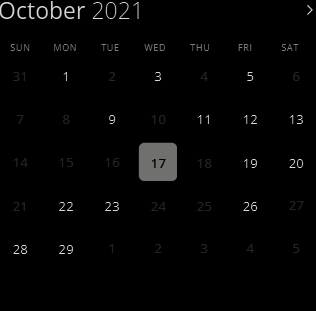 October 2021
SUN MON TUE WED THU FRI SAT
31 1 2 3 4 5 6
7 8 9 10 11 12 13
14 15 16 17 18 19 20
21 22 23 24 25 26 27
28 29 1 2 3 4 5